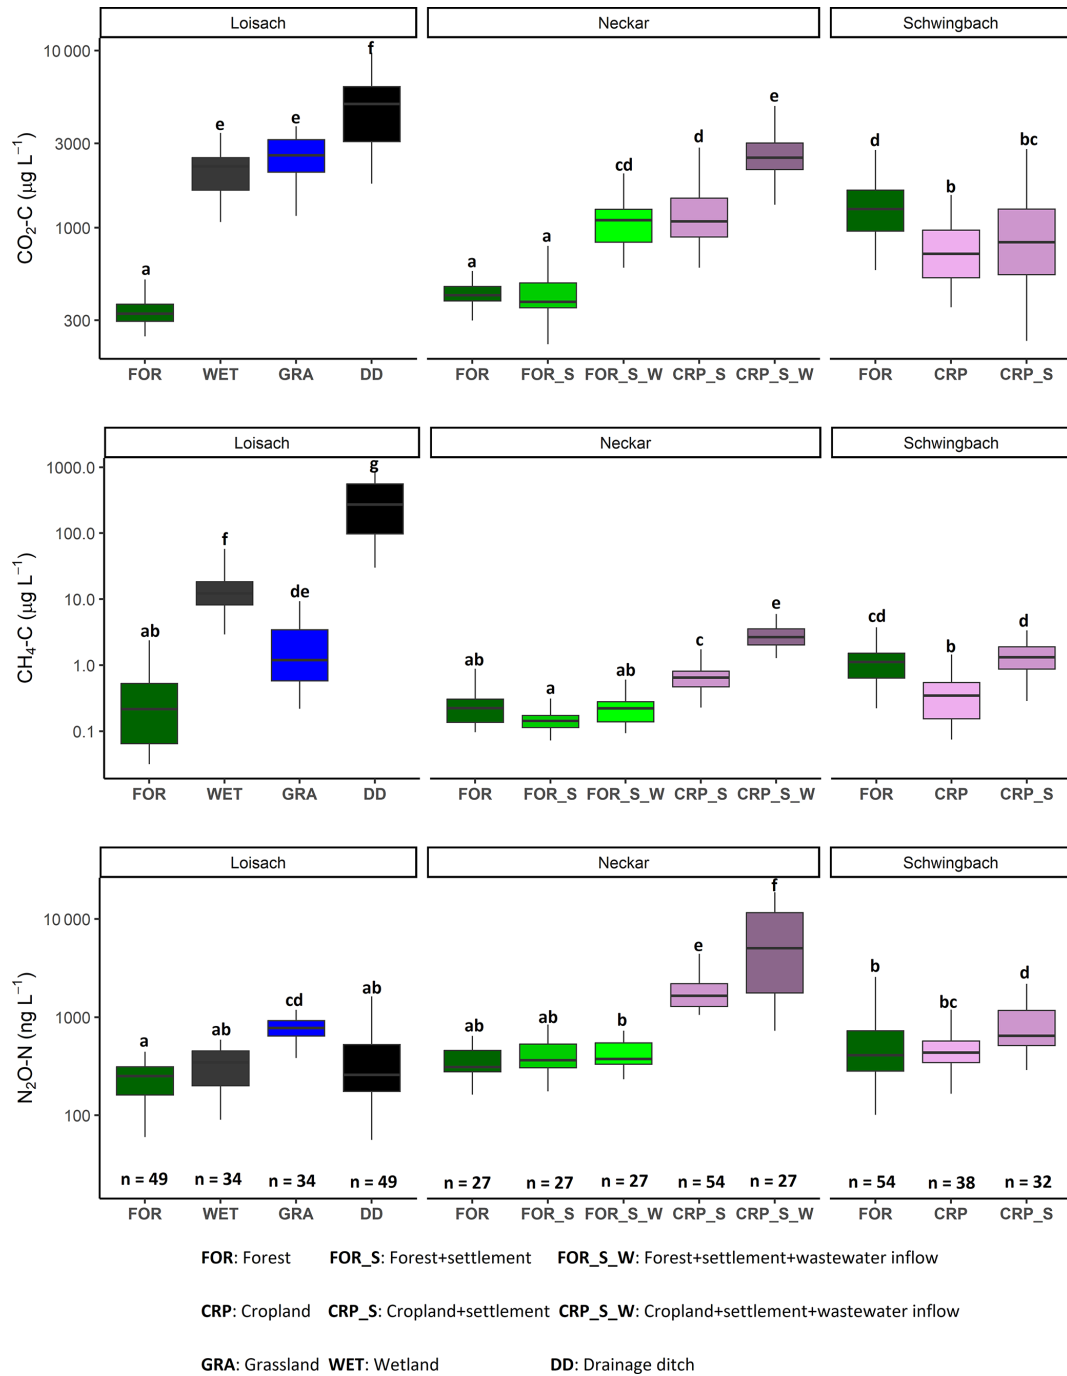 Loisach Neckar Schwingbach
CO₂-C (µg L⁻¹)
10 000
3000
1000
300
a e e f
a a cd d e
d b bc
FOR WET GRA DD
FOR FOR_S FOR_S_W CRP_S CRP_S_W
FOR CRP CRP_S
Loisach Neckar Schwingbach
CH₄-C (µg L⁻¹)
1000.0
100.0
10.0
1.0
0.1
ab f de g
ab a ab c e
cd b d
FOR WET GRA DD
FOR FOR_S FOR_S_W CRP_S CRP_S_W
FOR CRP CRP_S
Loisach Neckar Schwingbach
N₂O-N (ng L⁻¹)
10 000
1000
100
a ab cd ab
ab ab b e f
b bc d
n = 49 n = 34 n = 34 n = 49
n = 27 n = 27 n = 27 n = 54 n = 27
n = 54 n = 38 n = 32
FOR WET GRA DD
FOR FOR_S FOR_S_W CRP_S CRP_S_W
FOR CRP CRP_S
FOR: Forest FOR_S: Forest+settlement FOR_S_W: Forest+settlement+wastewater inflow
CRP: Cropland CRP_S: Cropland+settlement CRP_S_W: Cropland+settlement+wastewater inflow
GRA: Grassland WET: Wetland DD: Drainage ditch